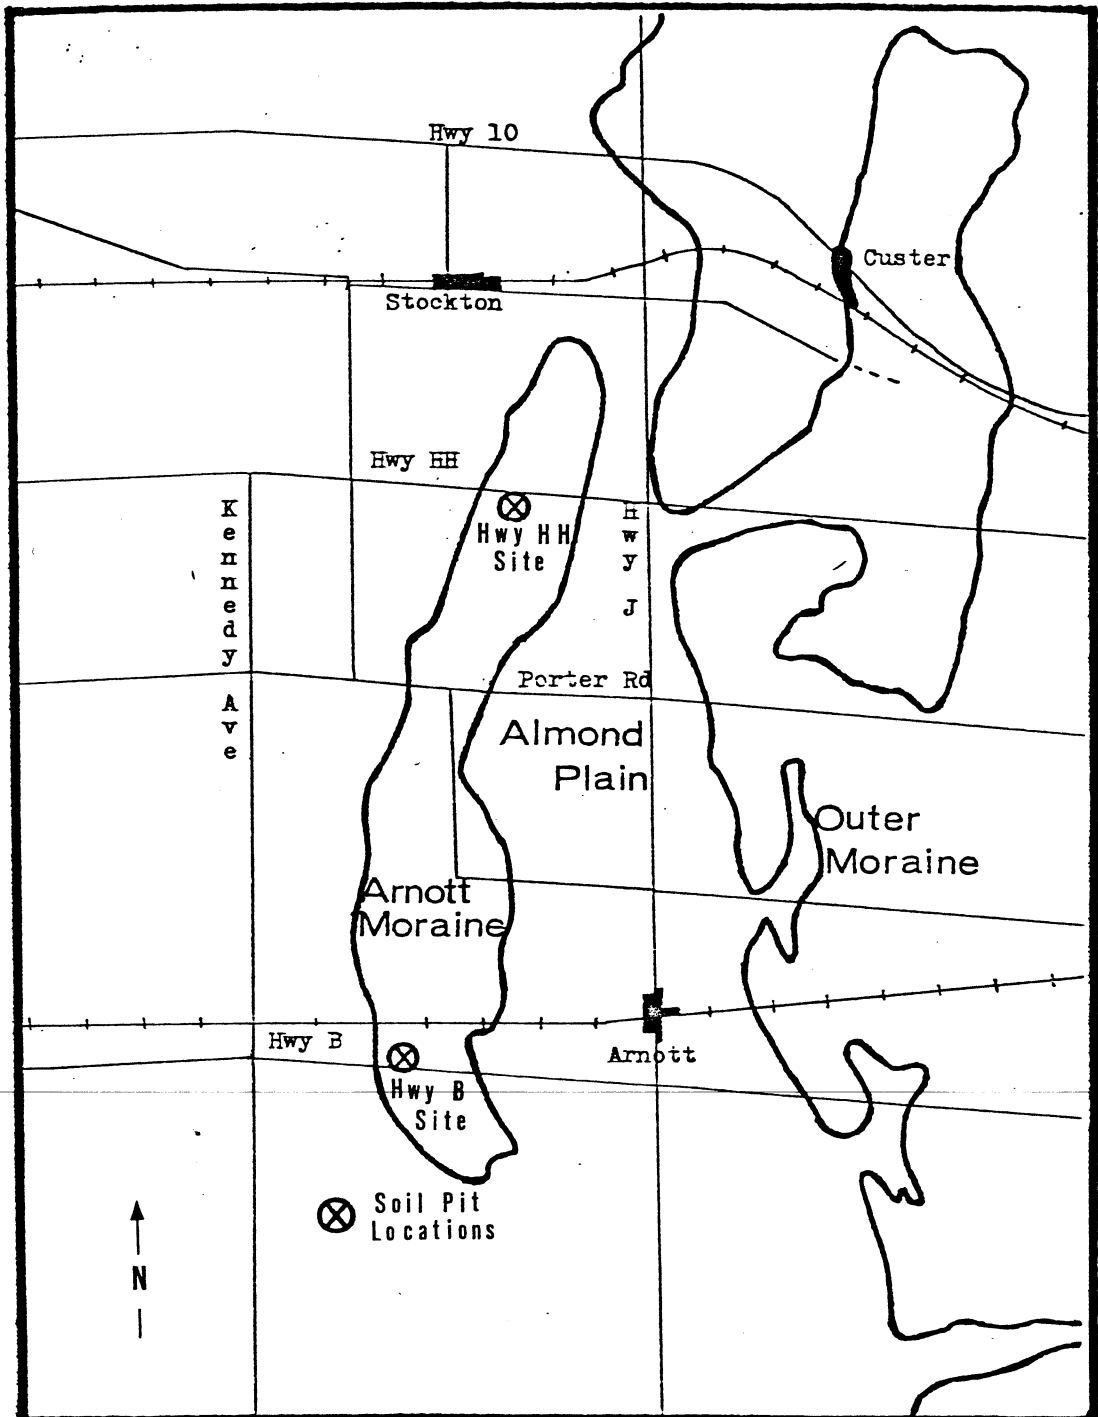 Hwy 10
Custer
Stockton
Hwy HH
Kennedy Ave
Hwy J
Hwy HH
Site
Porter Rd
Almond
Plain
Outer
Moraine
Arnott
Moraine
Hwy B
Arnott
Hwy B
Site
Soil Pit
Locations
N